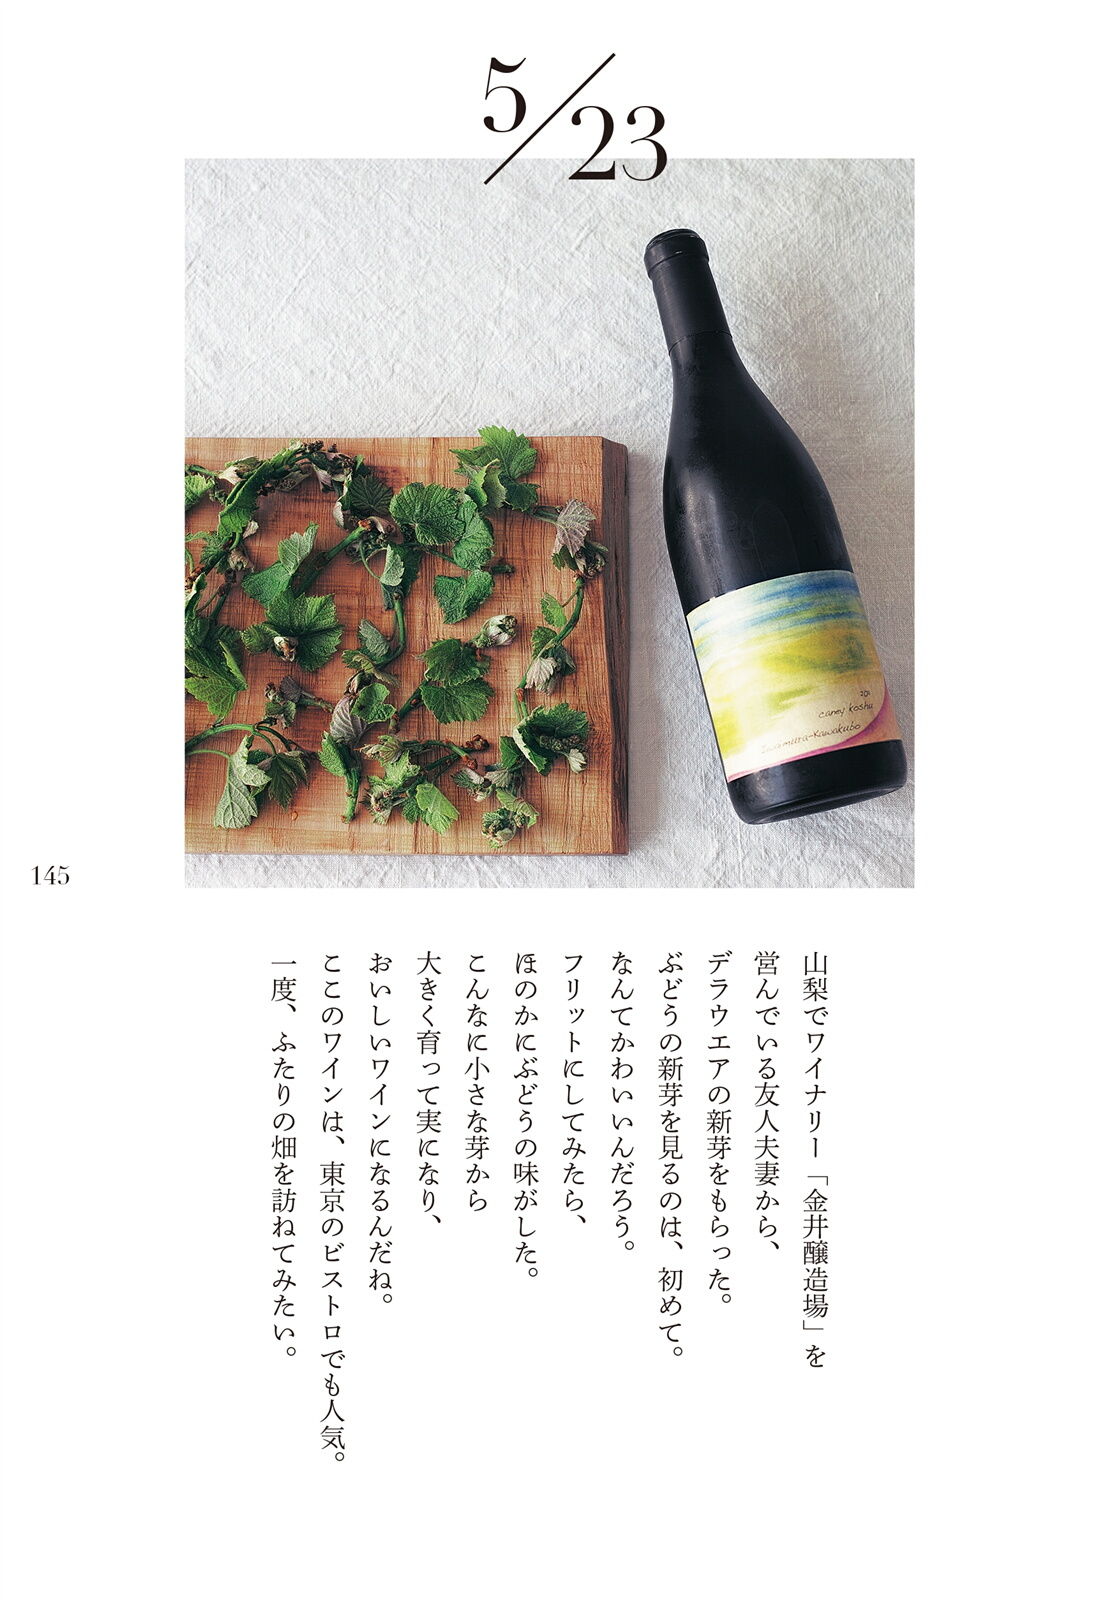 5/23
2011
caney koshu
Iwamura-Kawakubo
145
山梨でワイナリー「金井醸造場」を
営んでいる友人夫妻から、
デラウエアの新芽をもらった。
ぶどうの新芽を見るのは、初めて。
なんてかわいいんだろう。
フリットにしてみたら、
ほのかにぶどうの味がした。
こんなに小さな芽から
大きく育って実になり、
おいしいワインになるんだね。
ここのワインは、東京のビストロでも人気。
一度、ふたりの畑を訪ねてみたい。